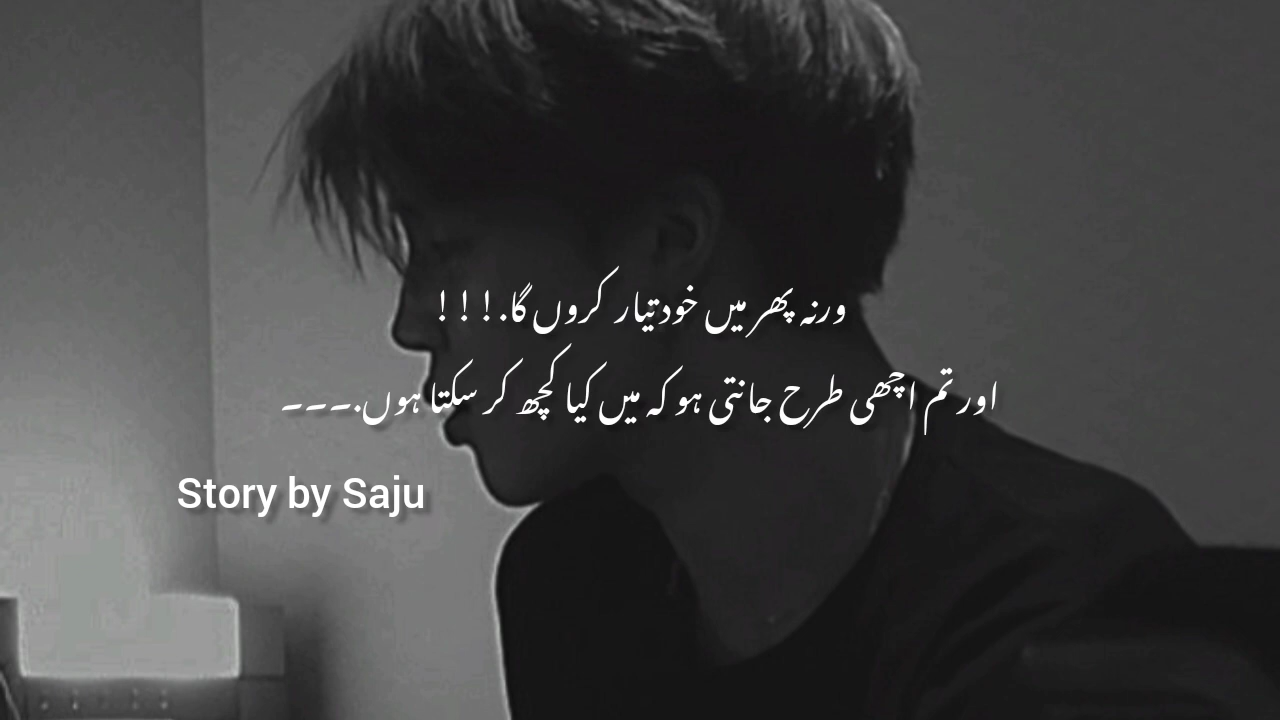 ورنہ پھر میں خود تیار کروں گا.!!!
اور تم اچھی طرح جانتی ہو کہ میں کیا کچھ کر سکتا ہوں.۔۔۔
Story by Saju